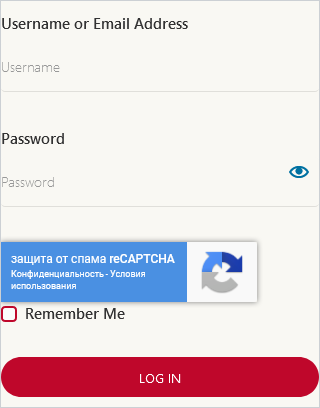 Username or Email Address
Username
Password
Password
защита от спама reCAPTCHA
Конфиденциальность - Условия
использования
Remember Me
LOG IN